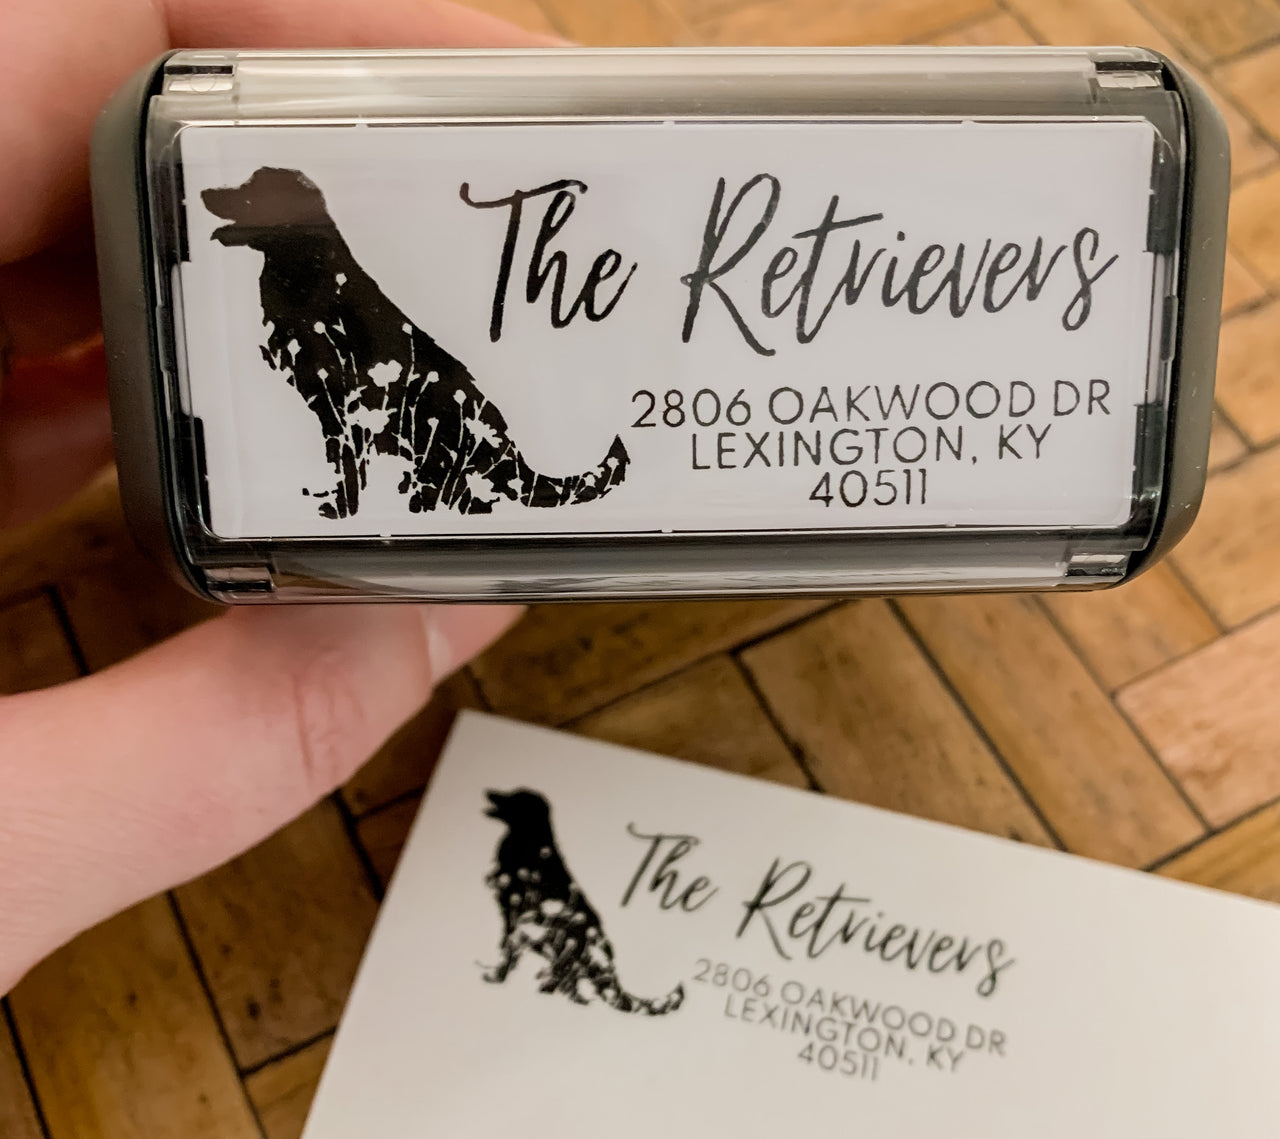 The Retrievers
2806 OAKWOOD DR
LEXINGTON, KY
40511
The Retrievers
2806 OAKWOOD DR
LEXINGTON, KY
40511